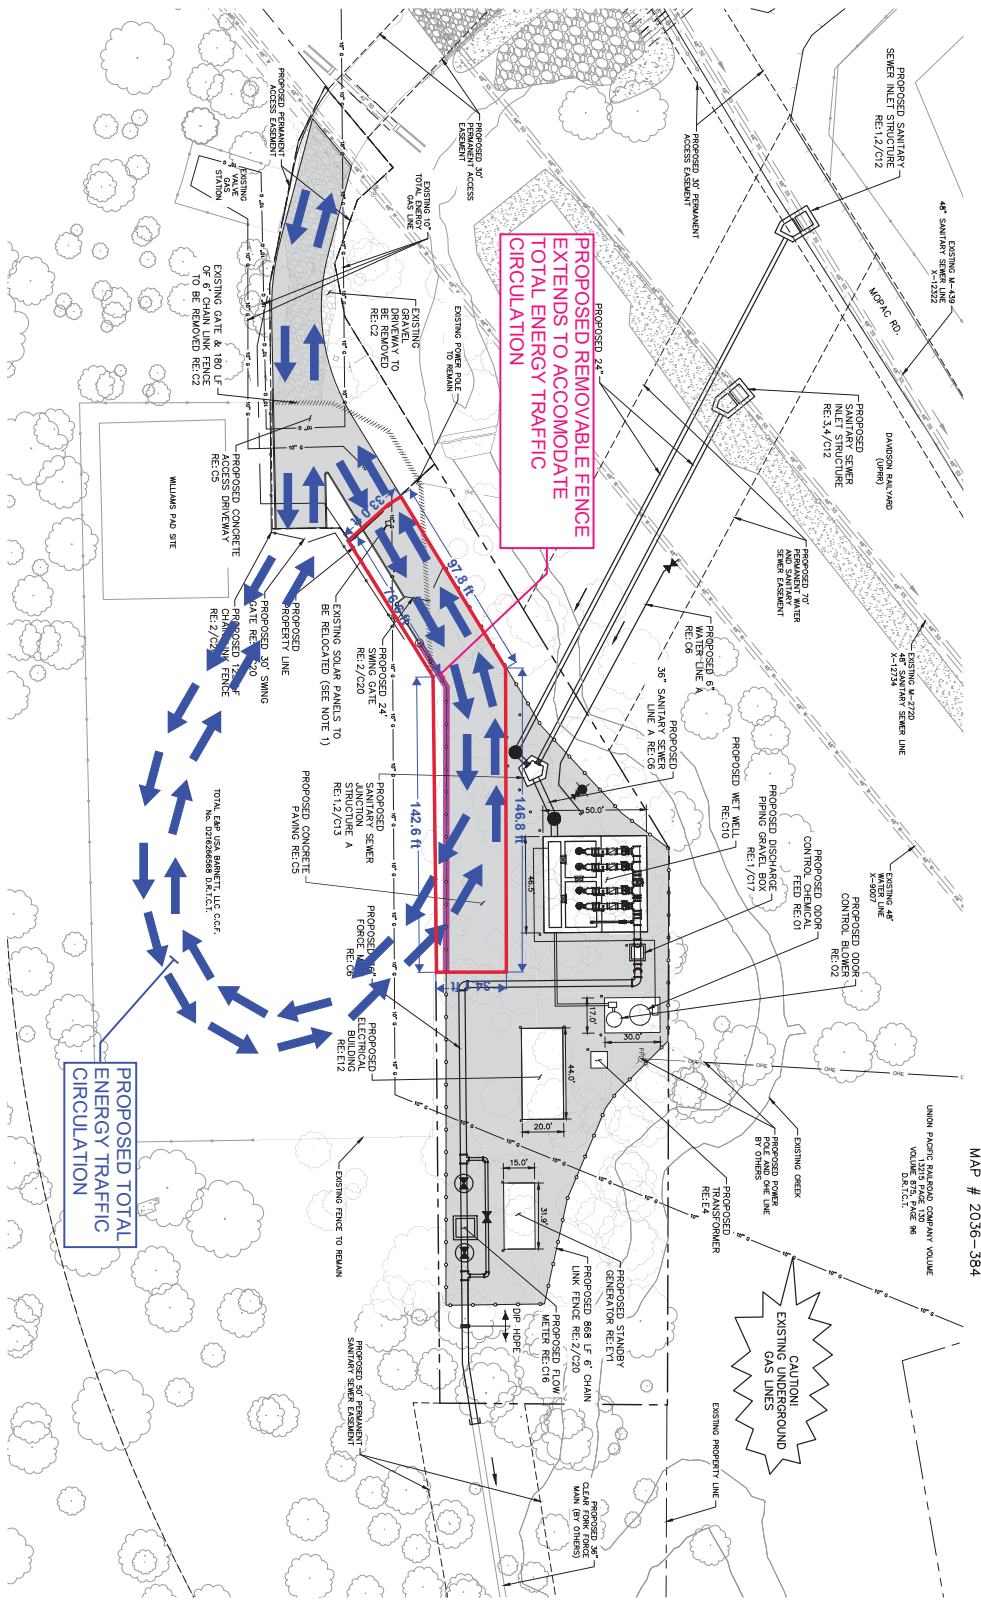 MAP # 2036-384
PROPOSED SANITARY
SEWER INLET STRUCTURE
RE:1,2/C12
EXISTING M-439
48" SANITARY SEWER LINE
X-12322
MOPAC RD.
PROPOSED
SANITARY SEWER
INLET STRUCTURE
RE:3,4/C12
DAVIDSON RAILYARD
(UPRR)
PROPOSED 70'
PERMANENT WATER
AND SANITARY
SEWER EASEMENT
EXISTING M-272D
48" SANITARY SEWER LINE
X-12734
EXISTING 48"
WATER LINE
X-9007
UNION PACIFIC RAILROAD COMPANY VOLUME
13215 PAGE 130
VOLUME 875, PAGE 96
D.R.T.C.T.
CAUTION!
EXISTING UNDERGROUND
GAS LINES
EXISTING PROPERTY LINE
EXISTING CREEK
PROPOSED POWER
POLE AND OHE LINE
BY OTHERS
PROPOSED
TRANSFORMER
RE:E4
PROPOSED ODOR
CONTROL BLOWER
RE:O2
PROPOSED ODOR
CONTROL CHEMICAL
FEED RE:O1
PROPOSED DISCHARGE
PIPING GRAVEL BOX
RE:1/C17
PROPOSED WET WELL
RE:C10
PROPOSED
36" SANITARY SEWER
LINE A RE:C6
PROPOSED 6"
WATER LINE A
RE:C6
PROPOSED 30' PERMANENT
ACCESS EASEMENT
PROPOSED 24"
PROPOSED REMOVABLE FENCE
EXTENDS TO ACCOMODATE
TOTAL ENERGY TRAFFIC
CIRCULATION
PROPOSED 30'
PERMANENT ACCESS
EASEMENT
EXISTING 10"
TOTAL ENERGY
GAS LINE
EXISTING POWER POLE
TO REMAIN
EXISTING
GRAVEL
DRIVEWAY TO
BE REMOVED
RE:C2
PROPOSED PERMANENT
ACCESS EASEMENT
EXISTING
VALVE
GAS
STATION
EXISTING GATE & 180 LF
OF 6' CHAIN LINK FENCE
TO BE REMOVED RE:C2
PROPOSED CONCRETE
ACCESS DRIVEWAY
RE:C5
WILLIAMS PAD SITE
PROPOSED
PROPERTY LINE
PROPOSED 30' SWING
EXISTING SOLAR PANELS TO
BE RELOCATED (SEE NOTE 1)
PROPOSED 24'
SWING GATE
RE:2/C20
33.0 ft
97.8 ft
142.6 ft
146.8 ft
50.0'
46.5'
17.0'
30.0'
44.0'
20.0'
15.0'
31.9'
PROPOSED
SANITARY SEWER
JUNCTION
STRUCTURE A
RE:1,2/C13
PROPOSED CONCRETE
PAVING RE:C5
PROPOSED
ELECTRICAL
BUILDING
RE:E12
TOTAL E&P USA BARNETT, LLC C.C.F.
No. D216266568 O.R.T.C.T.
PROPOSED TOTAL
ENERGY TRAFFIC
CIRCULATION
EXISTING FENCE TO REMAIN
PROPOSED STANDBY
GENERATOR RE:EY1
PROPOSED 868 LF 6' CHAIN
LINK FENCE RE:2/C20
PROPOSED FLOW
METER RE:C16
DIP HDPE
PROPOSED 50' PERMANENT
SANITARY SEWER EASEMENT
PROPOSED 36"
CLEAR FORK FORCE
MAIN (BY OTHERS)